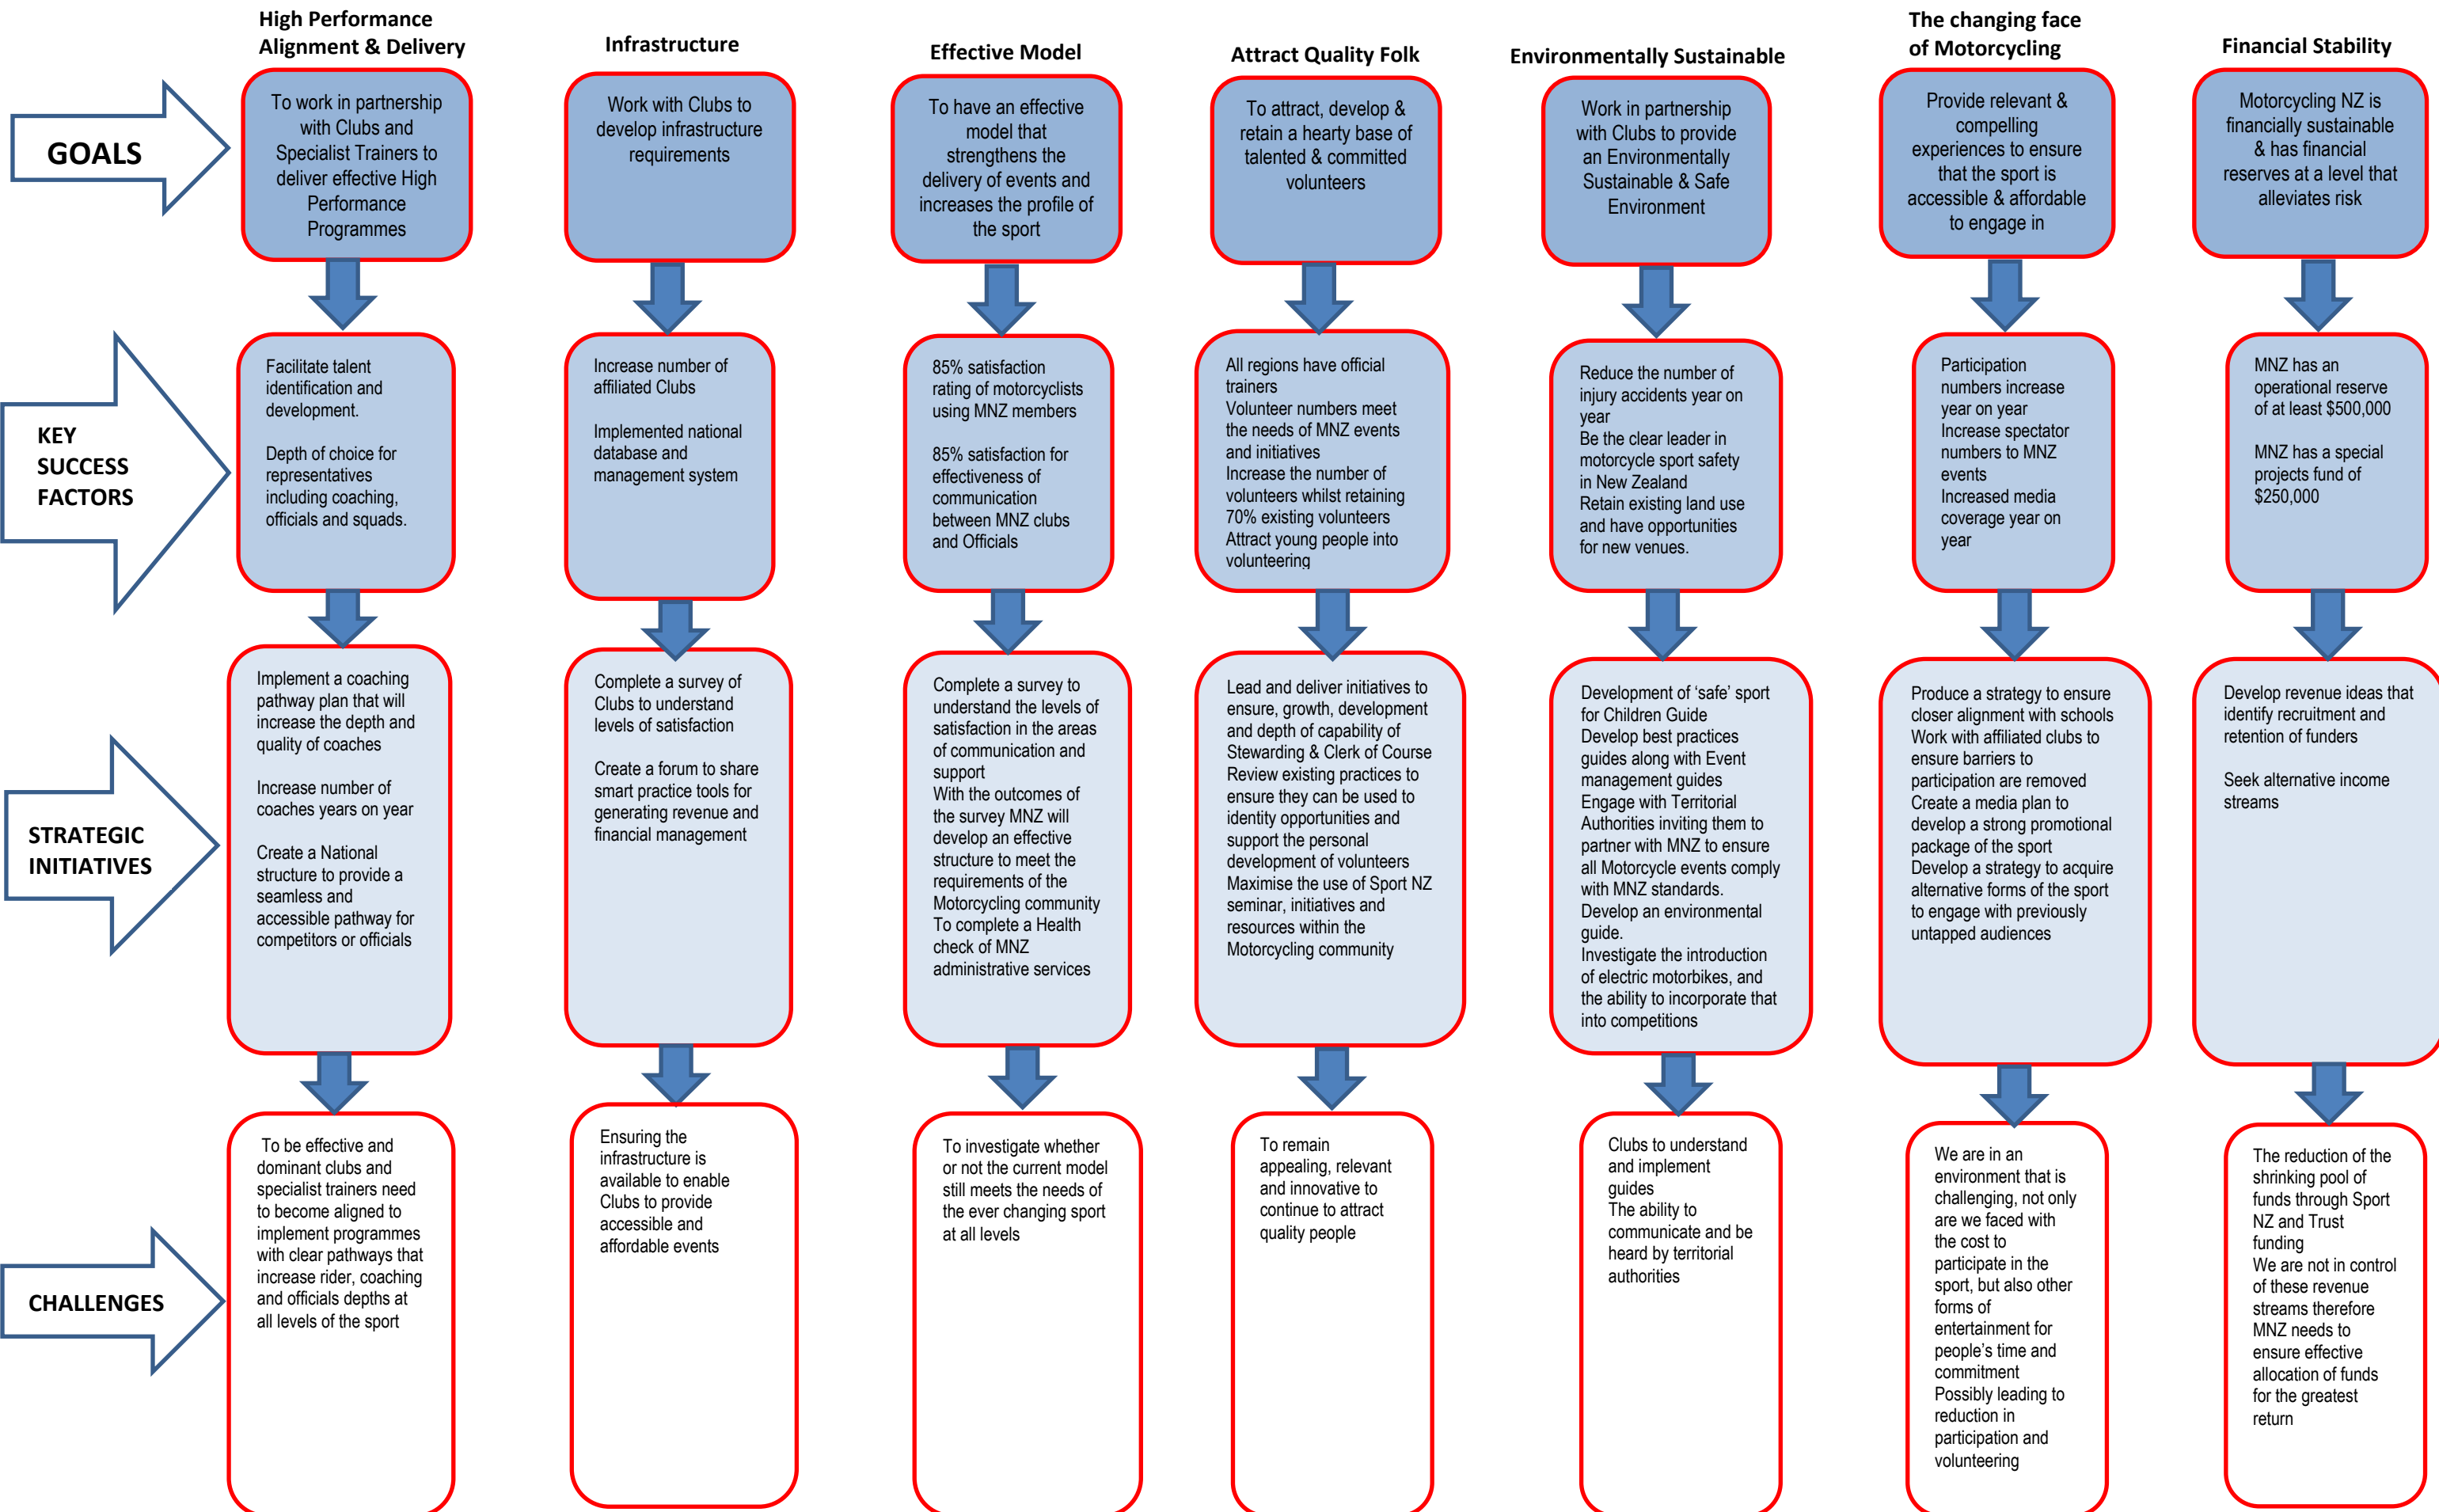 High Performance
Alignment & Delivery
Infrastructure
Effective Model
Attract Quality Folk
Environmentally Sustainable
The changing face
of Motorcycling
Financial Stability
GOALS
To work in partnership
with Clubs and
Specialist Trainers to
deliver effective High
Performance
Programmes
Work with Clubs to
develop infrastructure
requirements
To have an effective
model that
strengthens the
delivery of events and
increases the profile of
the sport
To attract, develop &
retain a hearty base of
talented & committed
volunteers
Work in partnership
with Clubs to provide
an Environmentally
Sustainable & Safe
Environment
Provide relevant &
compelling
experiences to ensure
that the sport is
accessible & affordable
to engage in
Motorcycling NZ is
financially sustainable
& has financial
reserves at a level that
alleviates risk
KEY
SUCCESS
FACTORS
Facilitate talent
identification and
development.
Depth of choice for
representatives
including coaching,
officials and squads.
Increase number of
affiliated Clubs
Implemented national
database and
management system
85% satisfaction
rating of motorcyclists
using MNZ members
85% satisfaction for
effectiveness of
communication
between MNZ clubs
and Officials
All regions have official
trainers
Volunteer numbers meet
the needs of MNZ events
and initiatives
Increase the number of
volunteers whilst retaining
70% existing volunteers
Attract young people into
volunteering
Reduce the number of
injury accidents year on
year
Be the clear leader in
motorcycle sport safety
in New Zealand
Retain existing land use
and have opportunities
for new venues.
Participation
numbers increase
year on year
Increase spectator
numbers to MNZ
events
Increased media
coverage year on
year
MNZ has an
operational reserve
of at least $500,000
MNZ has a special
projects fund of
$250,000
STRATEGIC
INITIATIVES
Implement a coaching
pathway plan that will
increase the depth and
quality of coaches
Increase number of
coaches years on year
Create a National
structure to provide a
seamless and
accessible pathway for
competitors or officials
Complete a survey of
Clubs to understand
levels of satisfaction
Create a forum to share
smart practice tools for
generating revenue and
financial management
Complete a survey to
understand the levels of
satisfaction in the areas
of communication and
support
With the outcomes of
the survey MNZ will
develop an effective
structure to meet the
requirements of the
Motorcycling community
To complete a Health
check of MNZ
administrative services
Lead and deliver initiatives to
ensure, growth, development
and depth of capability of
Stewarding & Clerk of Course
Review existing practices to
ensure they can be used to
identity opportunities and
support the personal
development of volunteers
Maximise the use of Sport NZ
seminar, initiatives and
resources within the
Motorcycling community
Development of ‘safe’ sport
for Children Guide
Develop best practices
guides along with Event
management guides
Engage with Territorial
Authorities inviting them to
partner with MNZ to ensure
all Motorcycle events comply
with MNZ standards.
Develop an environmental
guide.
Investigate the introduction
of electric motorbikes, and
the ability to incorporate that
into competitions
Produce a strategy to ensure
closer alignment with schools
Work with affiliated clubs to
ensure barriers to
participation are removed
Create a media plan to
develop a strong promotional
package of the sport
Develop a strategy to acquire
alternative forms of the sport
to engage with previously
untapped audiences
Develop revenue ideas that
identify recruitment and
retention of funders
Seek alternative income
streams
CHALLENGES
To be effective and
dominant clubs and
specialist trainers need
to become aligned to
implement programmes
with clear pathways that
increase rider, coaching
and officials depths at
all levels of the sport
Ensuring the
infrastructure is
available to enable
Clubs to provide
accessible and
affordable events
To investigate whether
or not the current model
still meets the needs of
the ever changing sport
at all levels
To remain
appealing, relevant
and innovative to
continue to attract
quality people
Clubs to understand
and implement
guides
The ability to
communicate and be
heard by territorial
authorities
We are in an
environment that is
challenging, not only
are we faced with
the cost to
participate in the
sport, but also other
forms of
entertainment for
people’s time and
commitment
Possibly leading to
reduction in
participation and
volunteering
The reduction of the
shrinking pool of
funds through Sport
NZ and Trust
funding
We are not in control
of these revenue
streams therefore
MNZ needs to
ensure effective
allocation of funds
for the greatest
return